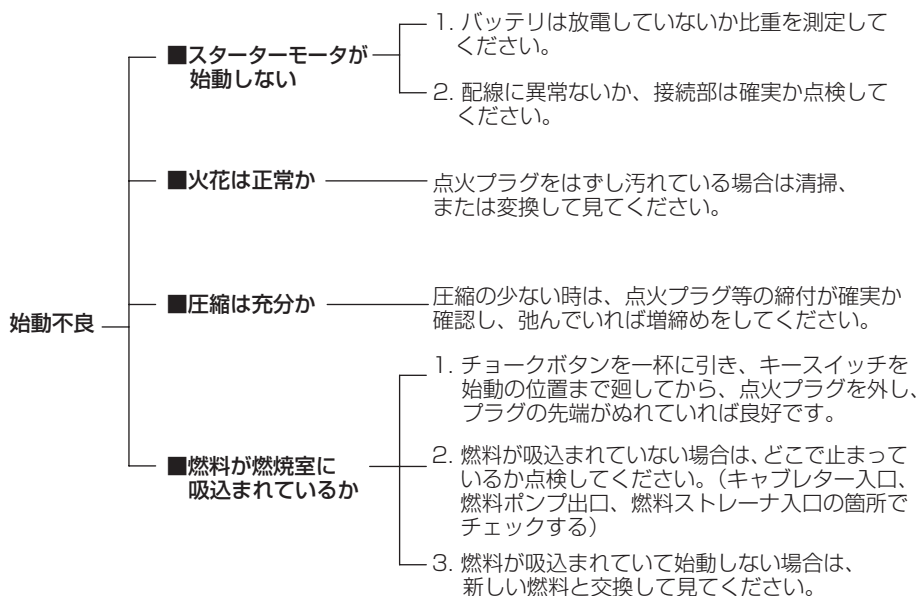 始動不良
■スターターモータが
始動しない
1. バッテリは放電していないか比重を測定して
ください。
2. 配線に異常ないか、接続部は確実か点検して
ください。
■火花は正常か
点火プラグをはずし汚れている場合は清掃、
または変換して見てください。
■圧縮は充分か
圧縮の少ない時は、点火プラグ等の締付が確実か
確認し、弛んでいれば増締めをしてください。
■燃料が燃焼室に
吸込まれているか
1. チョークボタンを一杯に引き、キースイッチを
始動の位置まで廻してから、点火プラグを外し、
プラグの先端がぬれていれば良好です。
2. 燃料が吸込まれていない場合は、どこで止まって
いるか点検してください。（キャブレター入口、
燃料ポンプ出口、燃料ストレーナ入口の箇所で
チェックする）
3. 燃料が吸込まれていて始動しない場合は、
新しい燃料と交換して見てください。